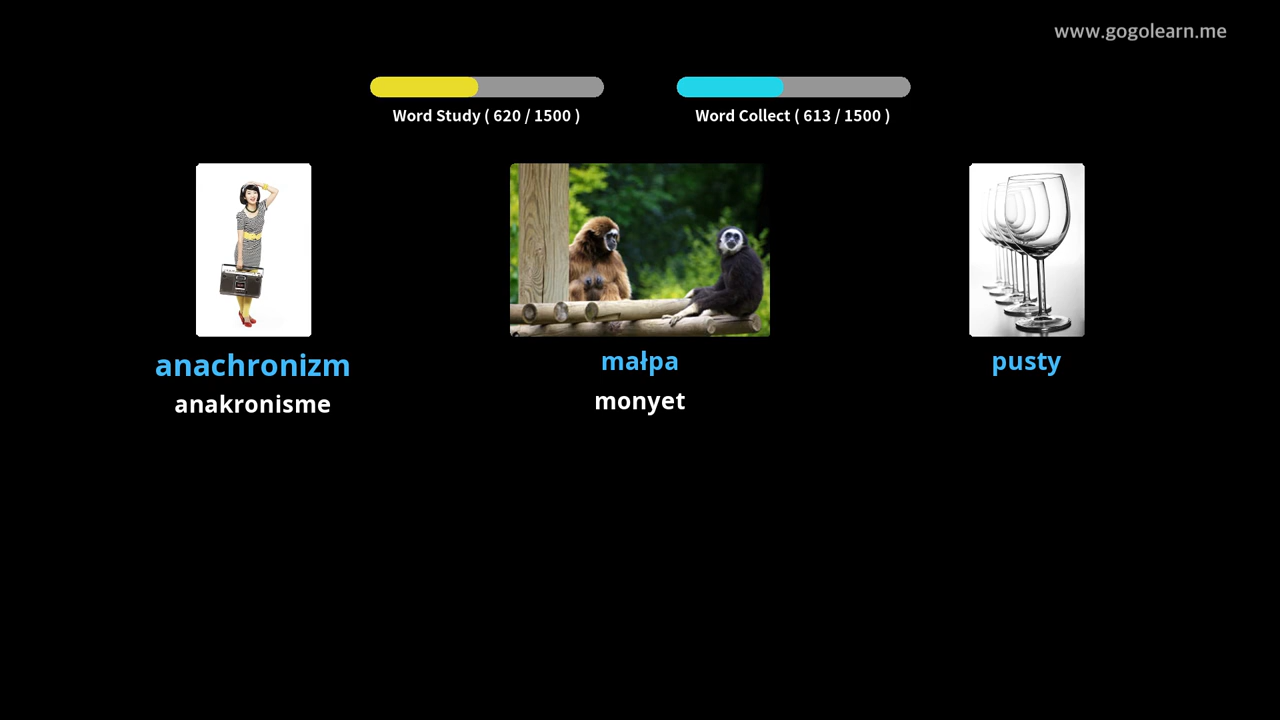 www.gogolearn.me
Word Study ( 620 / 1500 )
Word Collect ( 613 / 1500 )
anachronizm
małpa
pusty
anakronisme
monyet